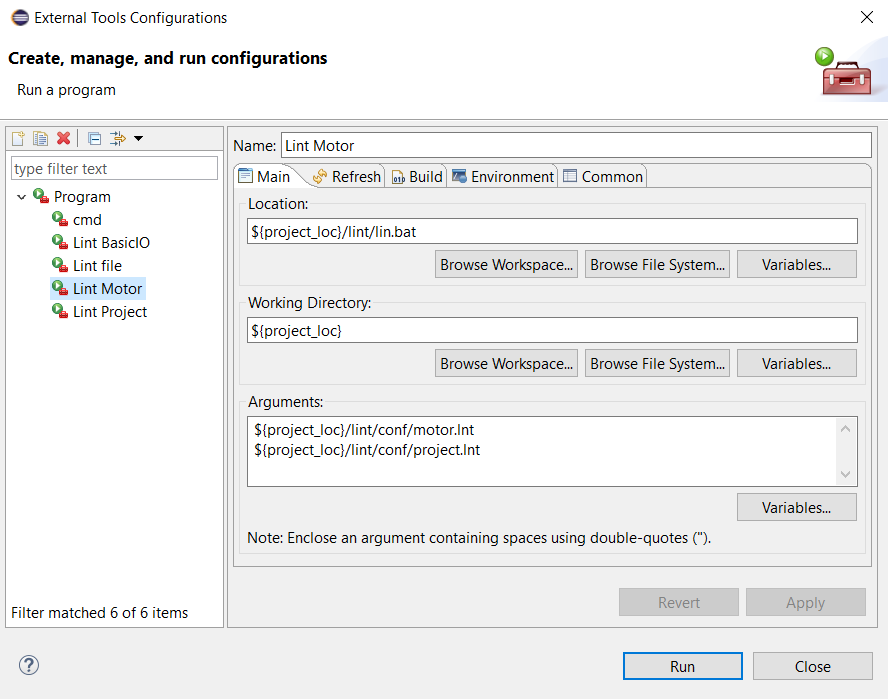 External Tools Configurations
Create, manage, and run configurations
Run a program
type filter text
Program
cmd
Lint BasicIO
Lint file
Lint Motor
Lint Project
Filter matched 6 of 6 items
Name: Lint Motor
Main Refresh Build Environment Common
Location:
${project_loc}/lint/lin.bat
Browse Workspace... Browse File System... Variables...
Working Directory:
${project_loc}
Browse Workspace... Browse File System... Variables...
Arguments:
${project_loc}/lint/conf/motor.lnt
${project_loc}/lint/conf/project.lnt
Variables...
Note: Enclose an argument containing spaces using double-quotes (").
Revert Apply
? Run Close